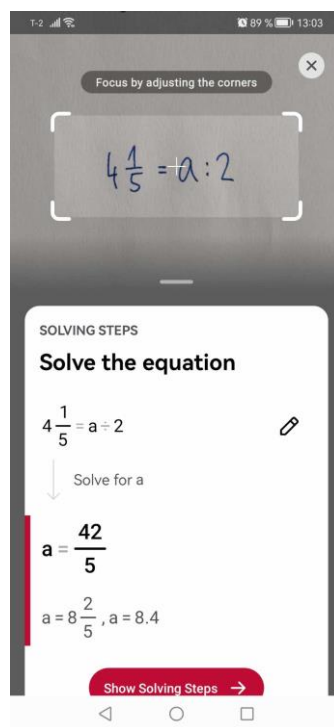 T-2 89 % 13:03
Focus by adjusting the corners
4 1/5 = a : 2
SOLVING STEPS
Solve the equation
4 1/5 = a ÷ 2
Solve for a
a = 42/5
a = 8 2/5 , a = 8.4
Show Solving Steps →